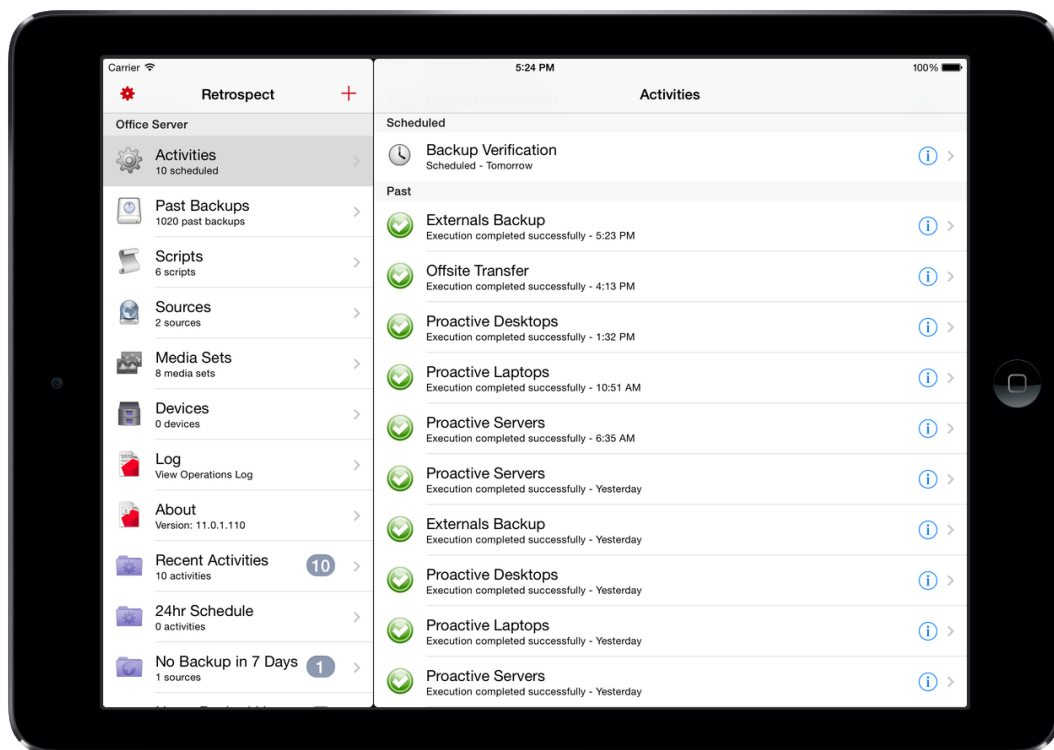 Carrier
5:24 PM
100%
Retrospect
+
Activities
Office Server
Activities
10 scheduled
Past Backups
1020 past backups
Scripts
6 scripts
Sources
2 sources
Media Sets
8 media sets
Devices
0 devices
Log
View Operations Log
About
Version: 11.0.1.110
Recent Activities
10
10 activities
24hr Schedule
0 activities
No Backup in 7 Days
1
1 sources
Scheduled
Backup Verification
Scheduled - Tomorrow
Past
Externals Backup
Execution completed successfully - 5:23 PM
Offsite Transfer
Execution completed successfully - 4:13 PM
Proactive Desktops
Execution completed successfully - 1:32 PM
Proactive Laptops
Execution completed successfully - 10:51 AM
Proactive Servers
Execution completed successfully - 6:35 AM
Proactive Servers
Execution completed successfully - Yesterday
Externals Backup
Execution completed successfully - Yesterday
Proactive Desktops
Execution completed successfully - Yesterday
Proactive Laptops
Execution completed successfully - Yesterday
Proactive Servers
Execution completed successfully - Yesterday